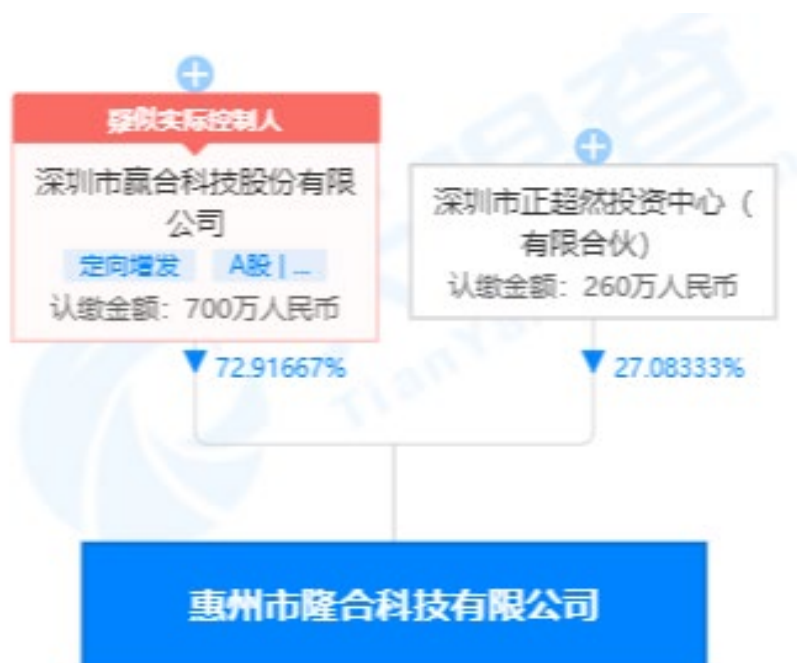 疑似实际控制人
深圳市赢合科技股份有限
公司
定向增发 A股 | ...
认缴金额：700万人民币
深圳市正超然投资中心（
有限合伙）
认缴金额：260万人民币
72.91667%
27.08333%
惠州市隆合科技有限公司